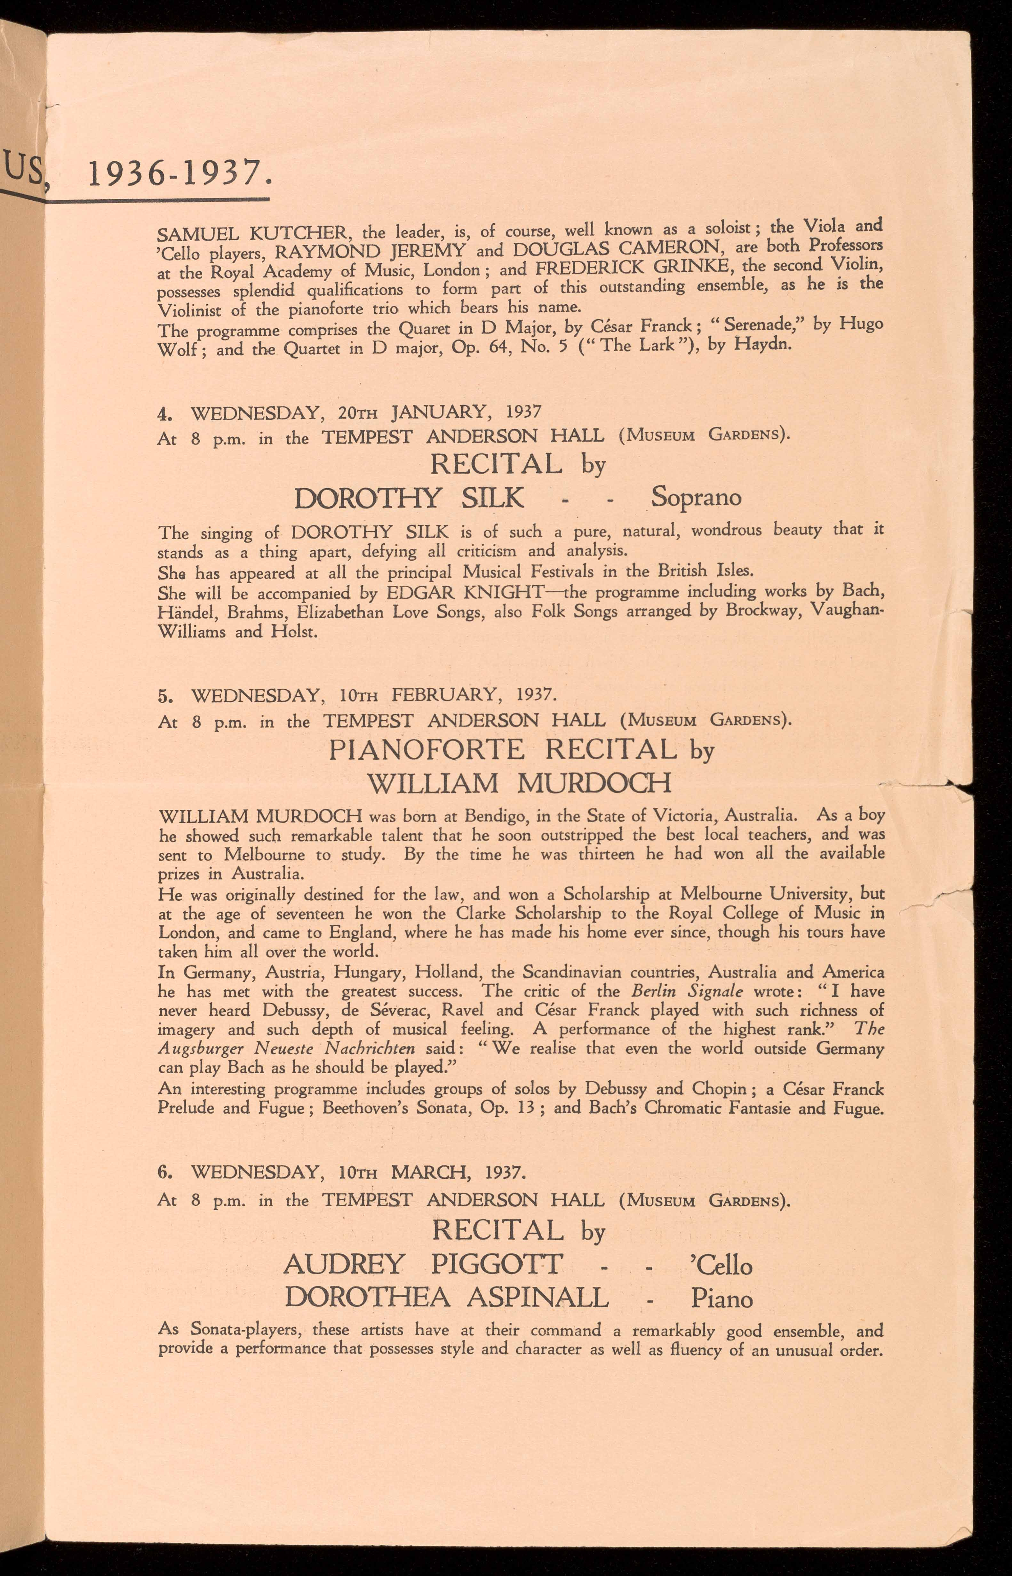 US, 1936-1937.
SAMUEL KUTCHER, the leader, is, of course, well known as a soloist ; the Viola and
’Cello players, RAYMOND JEREMY and DOUGLAS CAMERON, are both Professors
at the Royal Academy of Music, London ; and FREDERICK GRINKE, the second Violin,
possesses splendid qualifications to form part of this outstanding ensemble, as he is the
Violinist of the pianoforte trio which bears his name.
The programme comprises the Quaret in D Major, by César Franck ; “ Serenade,” by Hugo
Wolf ; and the Quartet in D major, Op. 64, No. 5 (“ The Lark ”), by Haydn.
4. WEDNESDAY, 20TH JANUARY, 1937
At 8 p.m. in the TEMPEST ANDERSON HALL (MUSEUM GARDENS).
RECITAL by
DOROTHY SILK - - Soprano
The singing of DOROTHY SILK is of such a pure, natural, wondrous beauty that it
stands as a thing apart, defying all criticism and analysis.
She has appeared at all the principal Musical Festivals in the British Isles.
She will be accompanied by EDGAR KNIGHT—the programme including works by Bach,
Händel, Brahms, Elizabethan Love Songs, also Folk Songs arranged by Brockway, Vaughan-
Williams and Holst.
5. WEDNESDAY, 10TH FEBRUARY, 1937.
At 8 p.m. in the TEMPEST ANDERSON HALL (MUSEUM GARDENS).
PIANOFORTE RECITAL by
WILLIAM MURDOCH
WILLIAM MURDOCH was born at Bendigo, in the State of Victoria, Australia. As a boy
he showed such remarkable talent that he soon outstripped the best local teachers, and was
sent to Melbourne to study. By the time he was thirteen he had won all the available
prizes in Australia.
He was originally destined for the law, and won a Scholarship at Melbourne University, but
at the age of seventeen he won the Clarke Scholarship to the Royal College of Music in
London, and came to England, where he has made his home ever since, though his tours have
taken him all over the world.
In Germany, Austria, Hungary, Holland, the Scandinavian countries, Australia and America
he has met with the greatest success. The critic of the Berlin Signale wrote : “ I have
never heard Debussy, de Séverac, Ravel and César Franck played with such richness of
imagery and such depth of musical feeling. A performance of the highest rank.” The
Augsburger Neueste Nachrichten said : “ We realise that even the world outside Germany
can play Bach as he should be played.”
An interesting programme includes groups of solos by Debussy and Chopin ; a César Franck
Prelude and Fugue ; Beethoven’s Sonata, Op. 13 ; and Bach’s Chromatic Fantasie and Fugue.
6. WEDNESDAY, 10TH MARCH, 1937.
At 8 p.m. in the TEMPEST ANDERSON HALL (MUSEUM GARDENS).
RECITAL by
AUDREY PIGGOTT - - ’Cello
DOROTHEA ASPINALL - Piano
As Sonata-players, these artists have at their command a remarkably good ensemble, and
provide a performance that possesses style and character as well as fluency of an unusual order.